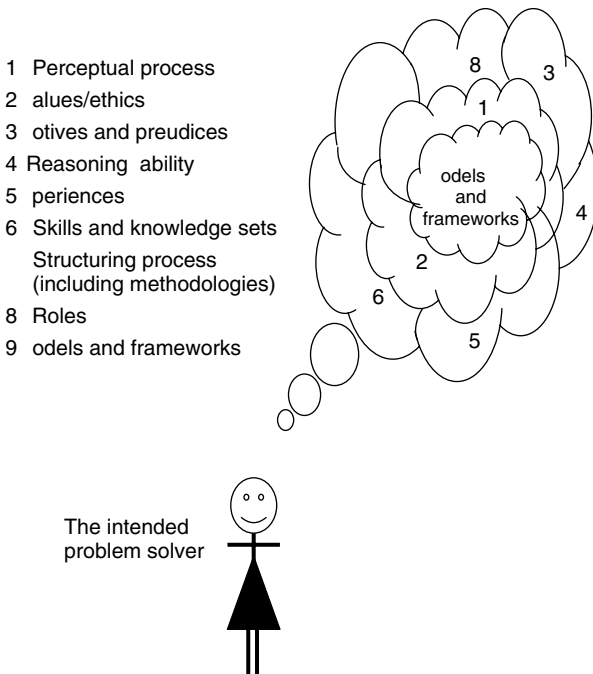 1 Perceptual process
2 alues/ethics
3 otives and preudices
4 Reasoning ability
5 periences
6 Skills and knowledge sets
Structuring process
(including methodologies)
8 Roles
9 odels and frameworks
8
3
1
odels
and
frameworks
4
2
6
5
The intended
problem solver